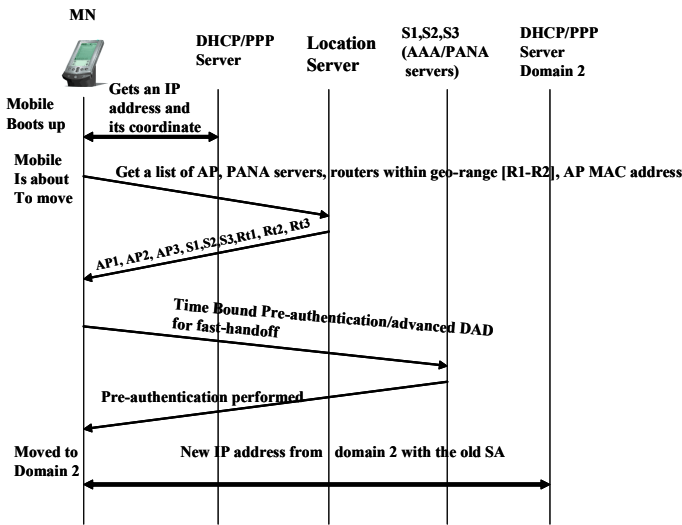 MN
DHCP/PPP
Server
Location
Server
S1,S2,S3
(AAA/PANA
servers)
DHCP/PPP
Server
Domain 2
Mobile
Boots up
Gets an IP
address and
its coordinate
Mobile
Is about
To move
Get a list of AP, PANA servers, routers within geo-range [R1-R2], AP MAC address
AP1, AP2, AP3, S1,S2,S3,Rt1, Rt2, Rt3
Time Bound Pre-authentication/advanced DAD
for fast-handoff
Pre-authentication performed
Moved to
Domain 2
New IP address from domain 2 with the old SA